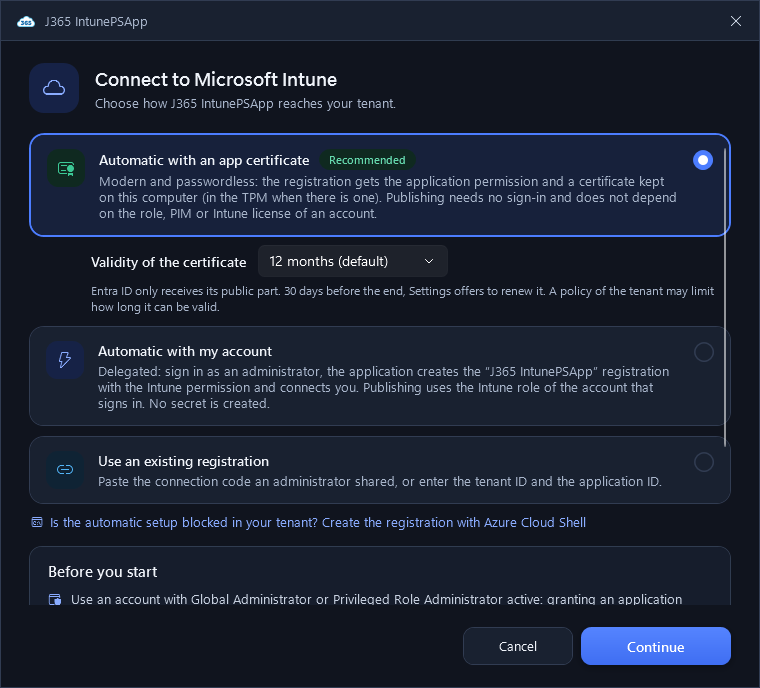 J365 IntunePSApp
Connect to Microsoft Intune
Choose how J365 IntunePSApp reaches your tenant.
Automatic with an app certificate
Recommended
Modern and passwordless: the registration gets the application permission and a certificate kept
on this computer (in the TPM when there is one). Publishing needs no sign-in and does not depend
on the role, PIM or Intune license of an account.
Validity of the certificate
12 months (default)
Entra ID only receives its public part. 30 days before the end, Settings offers to renew it. A policy of the tenant may limit
how long it can be valid.
Automatic with my account
Delegated: sign in as an administrator, the application creates the "J365 IntunePSApp" registration
with the Intune permission and connects you. Publishing uses the Intune role of the account that
signs in. No secret is created.
Use an existing registration
Paste the connection code an administrator shared, or enter the tenant ID and the application ID.
Is the automatic setup blocked in your tenant? Create the registration with Azure Cloud Shell
Before you start
Use an account with Global Administrator or Privileged Role Administrator active: granting an application
Cancel
Continue